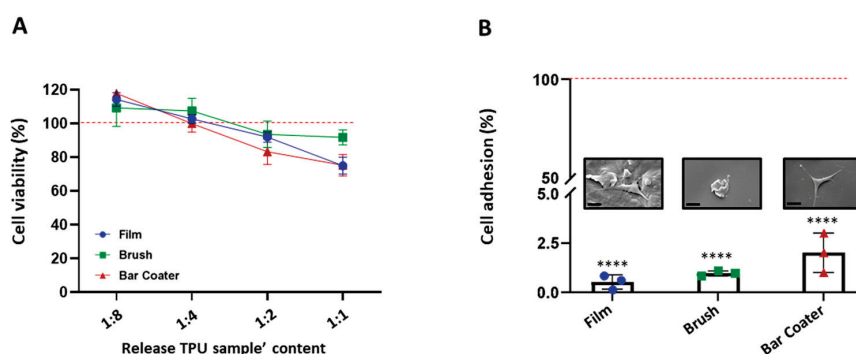 A
Cell viability (%)
120
100
80
60
40
20
0
Film
Brush
Bar Coater
1:8
1:4
1:2
1:1
Release TPU sample' content
B
Cell adhesion (%)
100
50
5.0
2.5
0.0
****
****
****
Film
Brush
Bar Coater